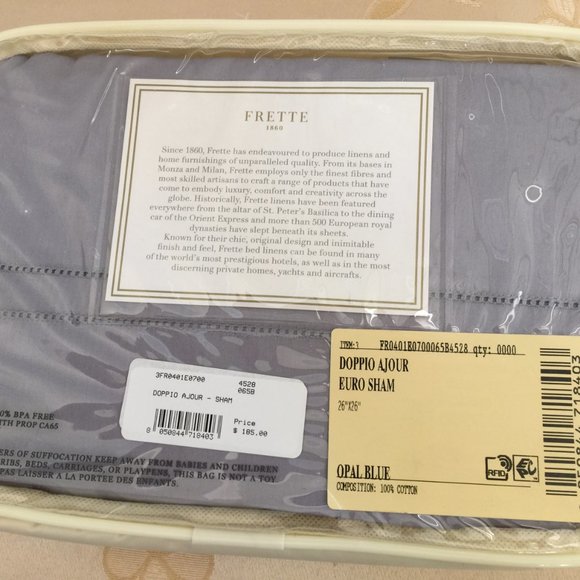 FRETTE
1860
Since 1860, Frette has endeavoured to produce linens and
home furnishings of unparalleled quality. From its bases in
Monza and Milan, Frette employs only the finest fibres and
most skilled artisans to craft a range of products that have
come to embody luxury, comfort and creativity across the
globe. Historically, Frette linens have been featured
everywhere from the altar of St. Peter's Basilica to the dining
car of the Orient Express and more than 500 European royal
dynasties have slept beneath its sheets.
Known for their chic, original design and inimitable
finish and feel, Frette bed linens can be found in many
of the world's most prestigious hotels, as well as in the most
discerning private homes, yachts and aircrafts.
ITEM:3 FR0401E0700065B4528 qty: 0000
DOPPIO AJOUR
EURO SHAM
26"X26"
OPAL BLUE
COMPOSITION: 100% COTTON
RFID
3FR0401E0700 4528
065B
DOPPIO AJOUR - SHAM
Price
$ 185.00
8 050844 718403
0% BPA FREE
TH PROP CA65
ERS OF SUFFOCATION KEEP AWAY FROM BABIES AND CHILDREN
RIBS, BEDS, CARRIAGES, OR PLAYPENS, THIS BAG IS NOT A TOY.
PAS LAISSER A LA PORTEE DES ENFANTS.